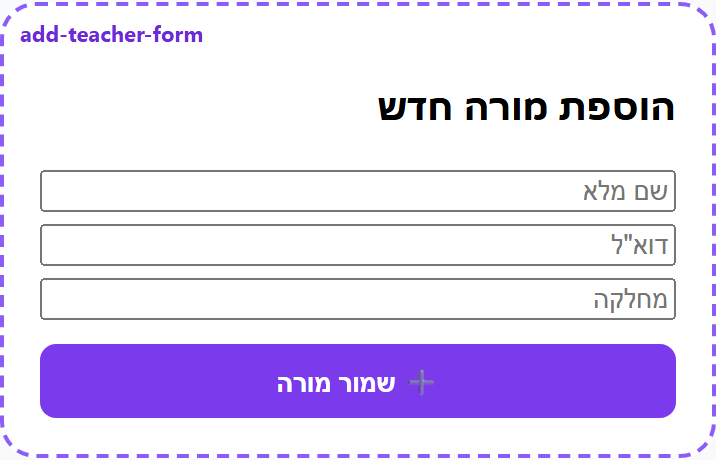 add-teacher-form
הוספת מורה חדש
שם מלא
דוא"ל
מחלקה
➕ שמור מורה